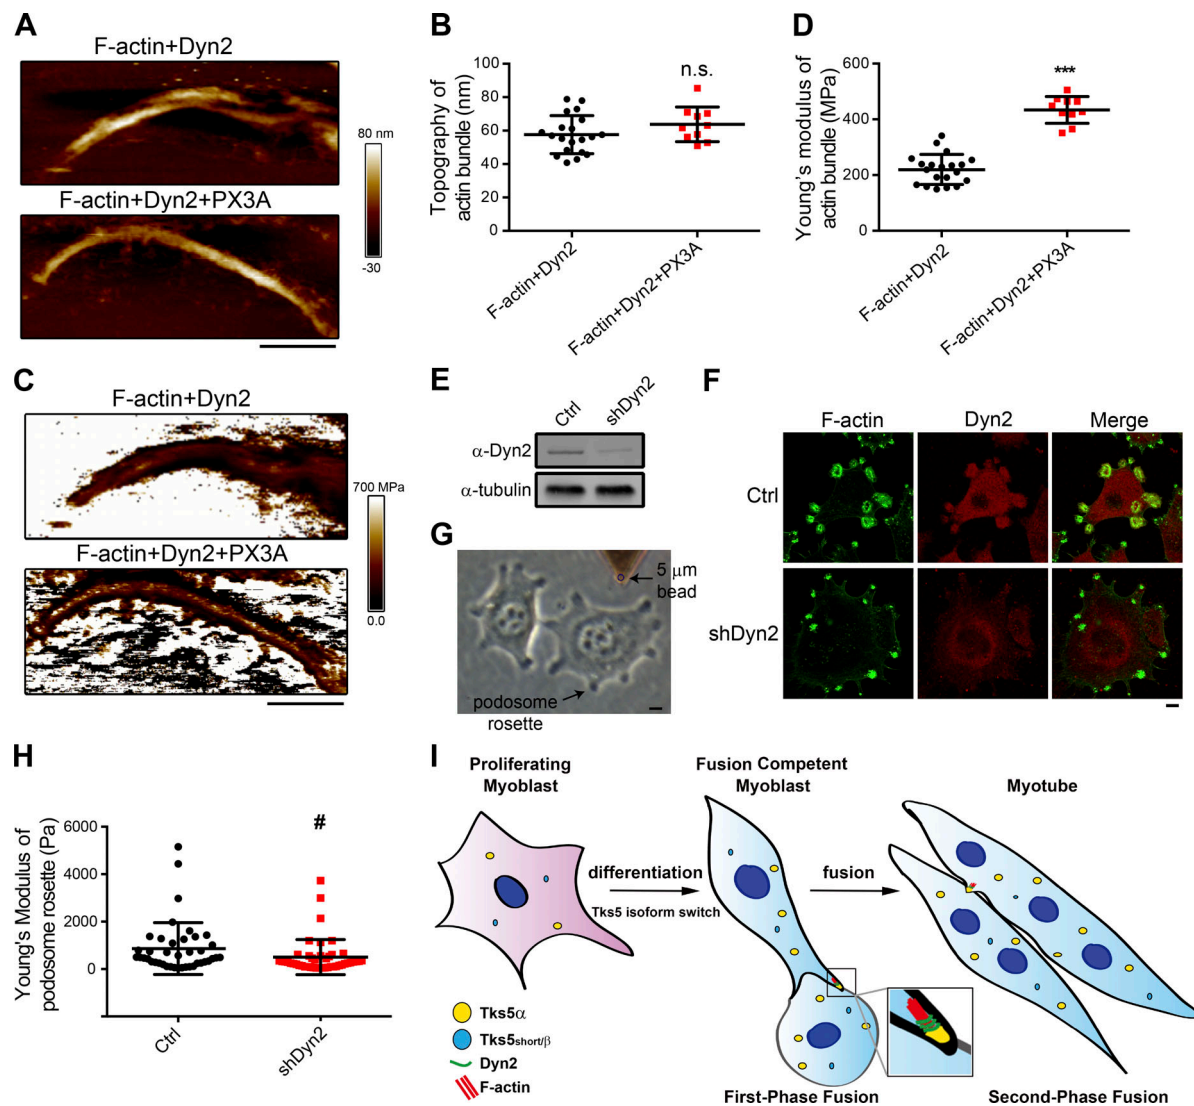 A
F-actin+Dyn2
80 nm
-30
F-actin+Dyn2+PX3A
B
Topography of
actin bundle (nm)
100
80
60
40
20
0
n.s.
F-actin+Dyn2
F-actin+Dyn2+PX3A
D
Young's modulus of
actin bundle (MPa)
600
400
200
0
***
F-actin+Dyn2
F-actin+Dyn2+PX3A
C
F-actin+Dyn2
700 MPa
0.0
F-actin+Dyn2+PX3A
E
Ctrl
shDyn2
α-Dyn2
α-tubulin
F
F-actin
Dyn2
Merge
Ctrl
shDyn2
G
5 μm
bead
podosome
rosette
H
Young's Modulus of
podosome rosette (Pa)
6000
4000
2000
0
#
Ctrl
shDyn2
I
Proliferating
Myoblast
Fusion Competent
Myoblast
Myotube
differentiation
Tks5 isoform switch
fusion
Tks5α
Tks5short/β
Dyn2
F-actin
First-Phase Fusion
Second-Phase Fusion